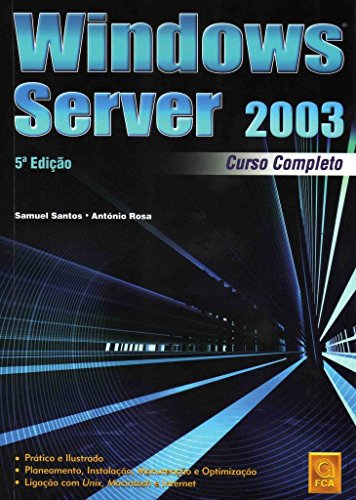 Windows®
Server 2003
5ª Edição
Curso Completo
Samuel Santos • António Rosa
• Prático e Ilustrado
• Planeamento, Instalação, Manutenção e Optimização
• Ligação com Unix, Macintosh e Internet
FCA